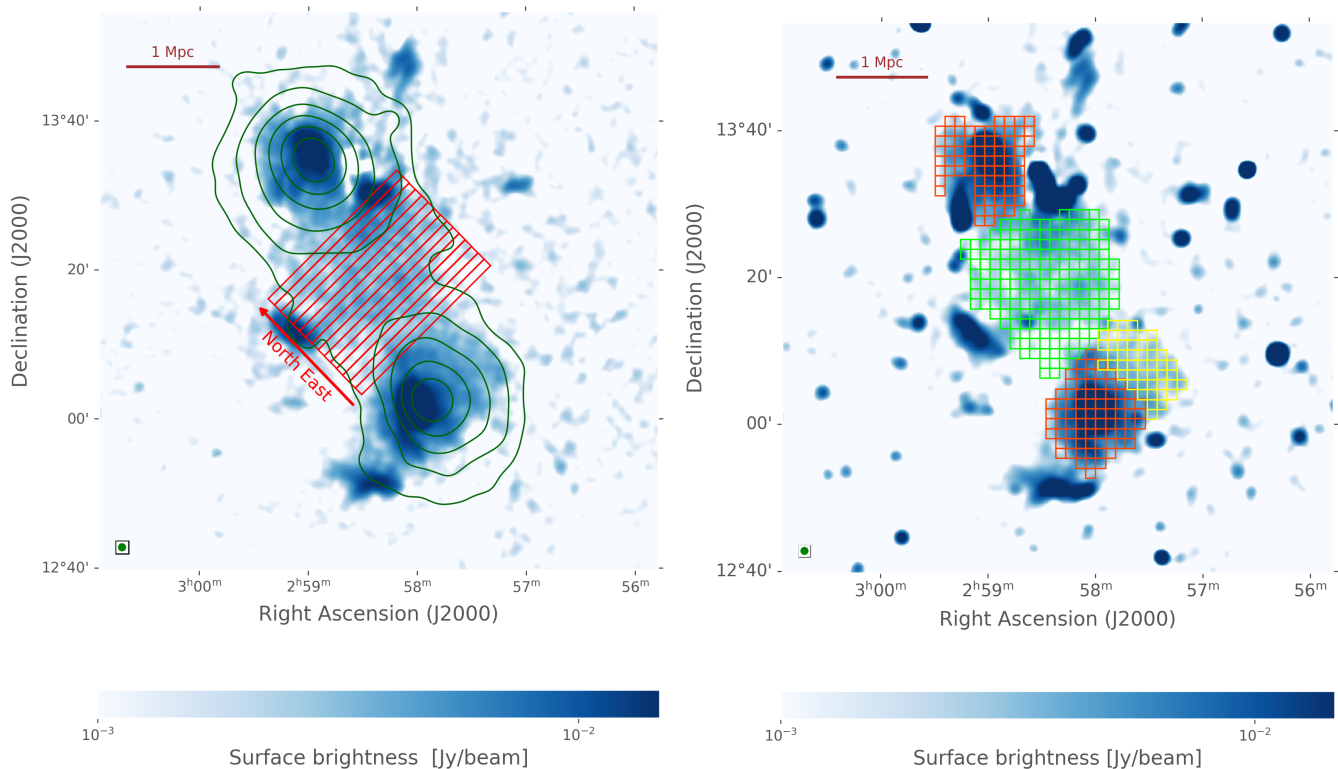 1 Mpc
13°40'
20'
00'
12°40'
Declination (J2000)
North East
3ʰ00ᵐ
2ʰ59ᵐ
58ᵐ
57ᵐ
56ᵐ
Right Ascension (J2000)
10⁻³
10⁻²
Surface brightness [Jy/beam]
1 Mpc
13°40'
20'
00'
12°40'
Declination (J2000)
3ʰ00ᵐ
2ʰ59ᵐ
58ᵐ
57ᵐ
56ᵐ
Right Ascension (J2000)
10⁻³
10⁻²
Surface brightness [Jy/beam]